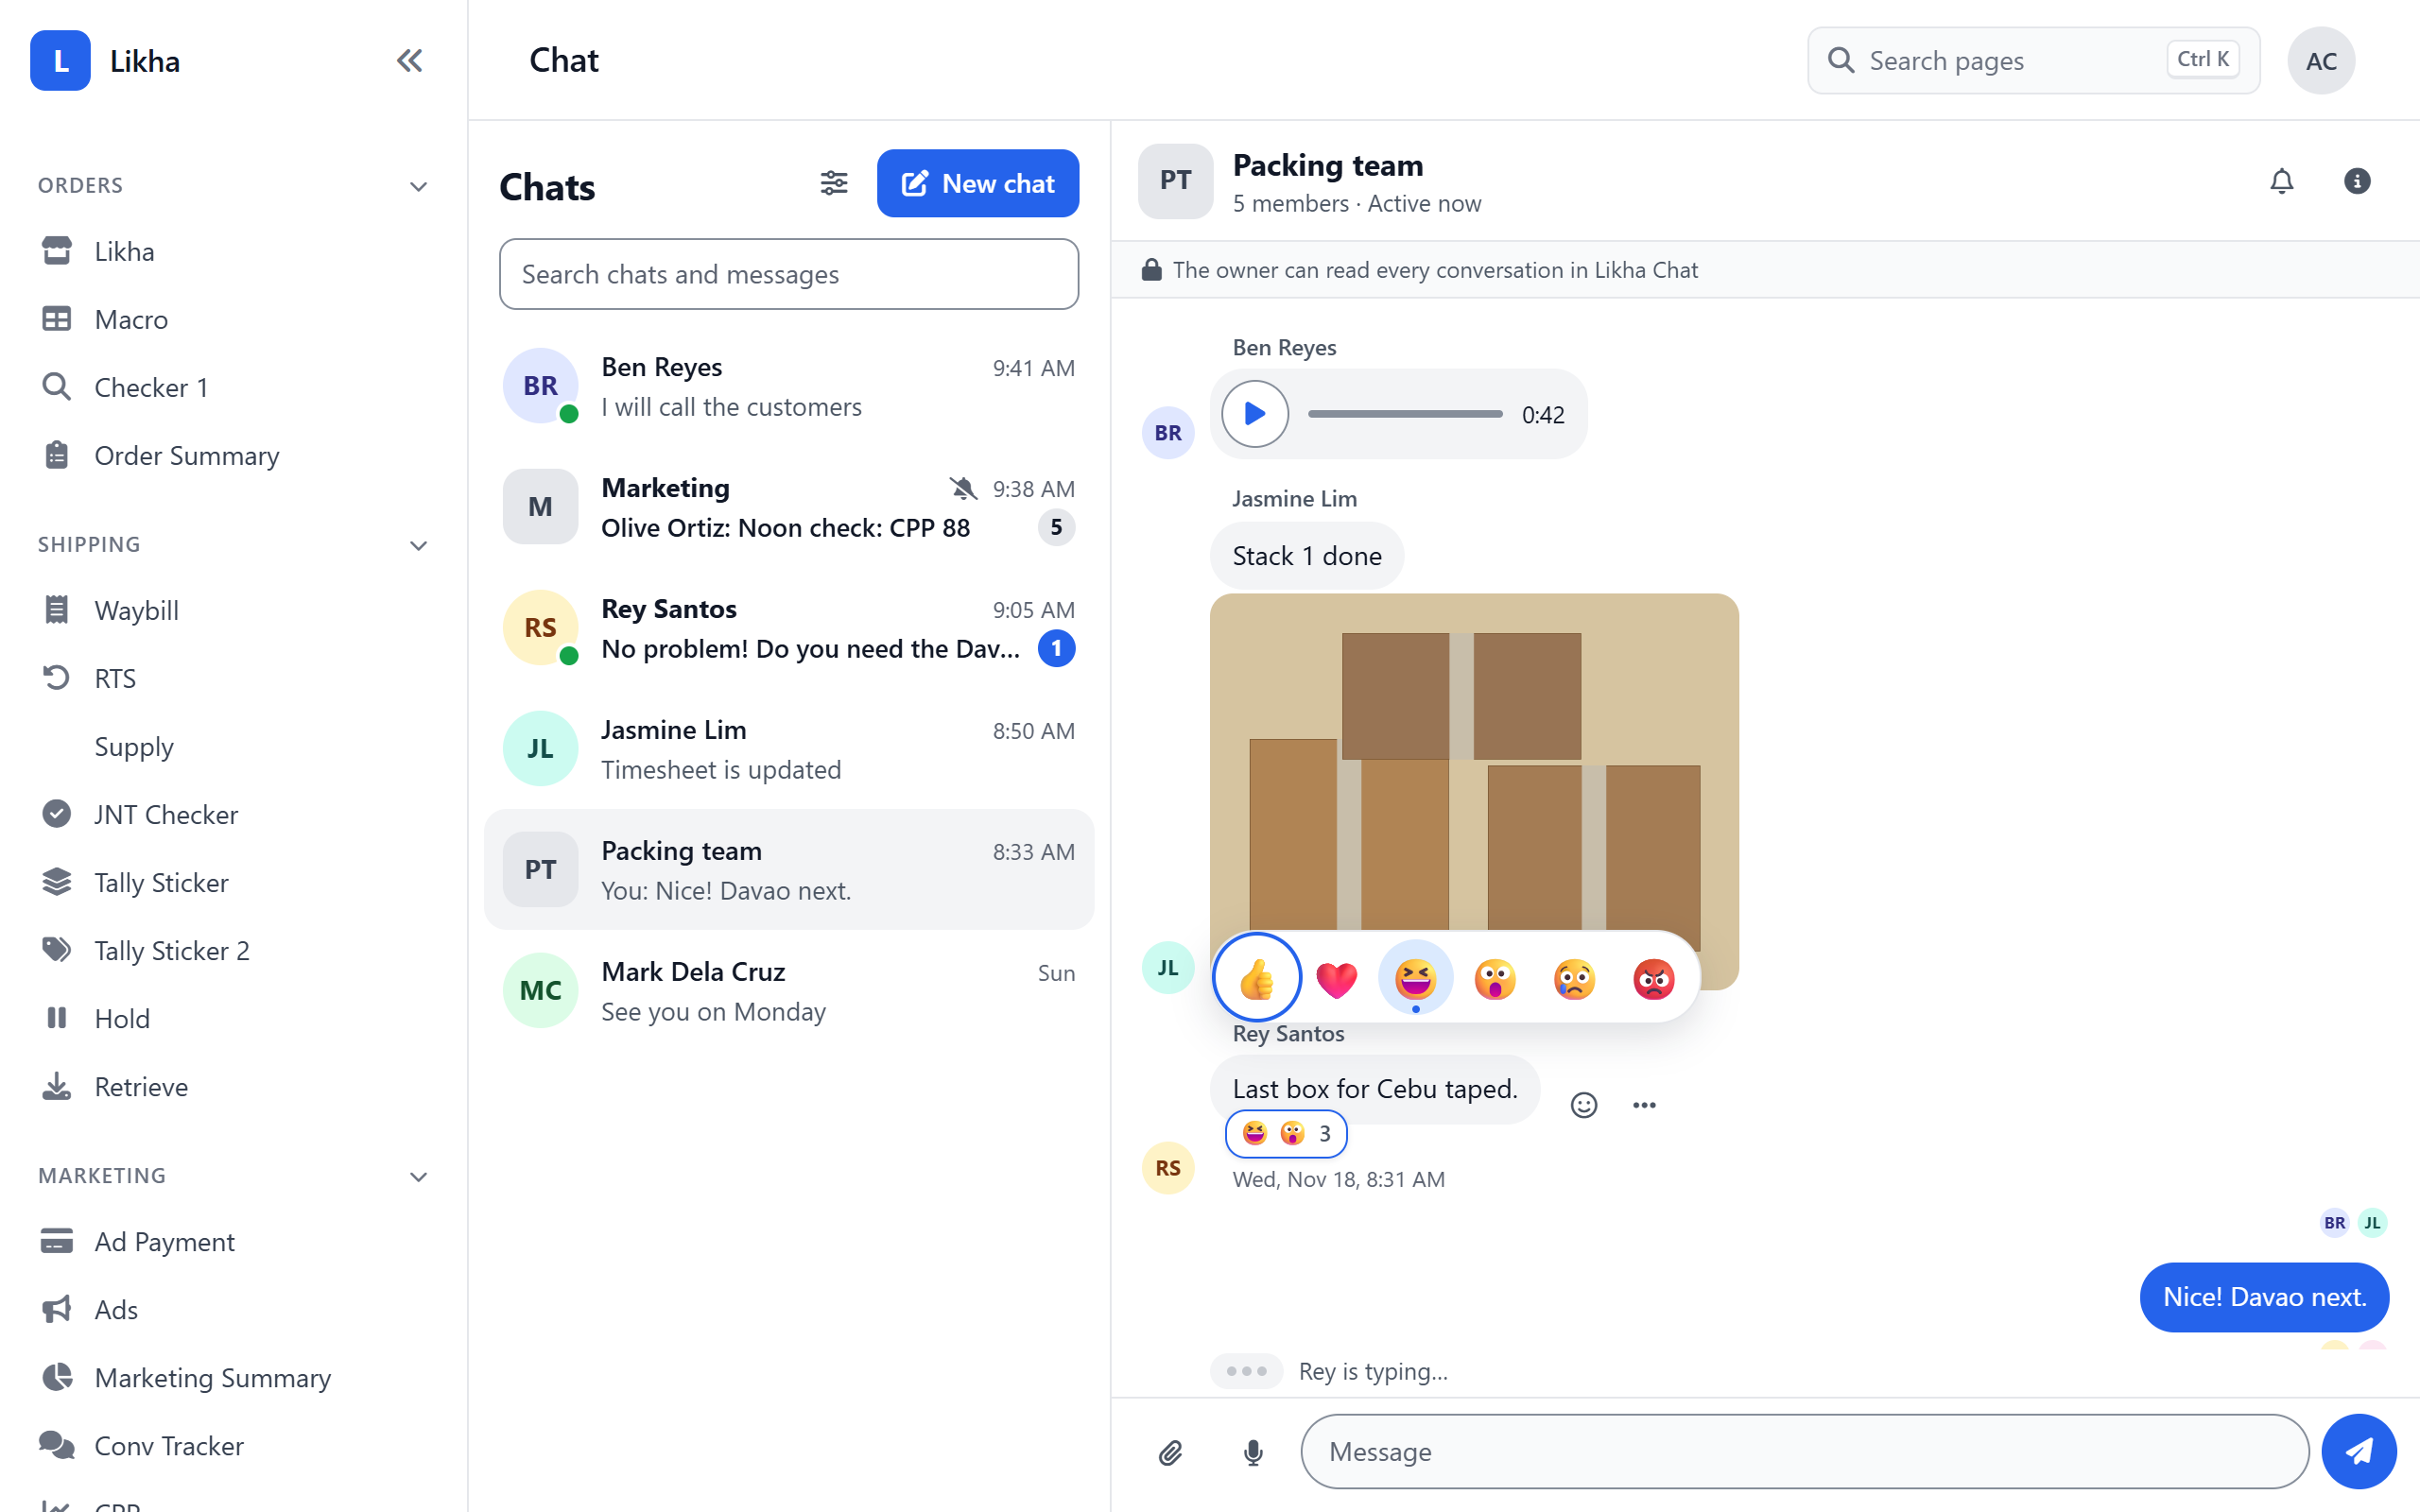 L Likha
ORDERS
Likha
Macro
Checker 1
Order Summary
SHIPPING
Waybill
RTS
Supply
JNT Checker
Tally Sticker
Tally Sticker 2
Hold
Retrieve
MARKETING
Ad Payment
Ads
Marketing Summary
Conv Tracker
CPR
Chat
Search pages Ctrl K AC
Chats
New chat
Search chats and messages
BR Ben Reyes 9:41 AM
I will call the customers
M Marketing 9:38 AM
Olive Ortiz: Noon check: CPP 88 5
RS Rey Santos 9:05 AM
No problem! Do you need the Dav... 1
JL Jasmine Lim 8:50 AM
Timesheet is updated
PT Packing team 8:33 AM
You: Nice! Davao next.
MC Mark Dela Cruz Sun
See you on Monday
PT Packing team
5 members · Active now
The owner can read every conversation in Likha Chat
Ben Reyes
BR 0:42
Jasmine Lim
Stack 1 done
JL
Rey Santos
Last box for Cebu taped.
😆 😲 3
RS
Wed, Nov 18, 8:31 AM
BR JL
Nice! Davao next.
Rey is typing...
Message